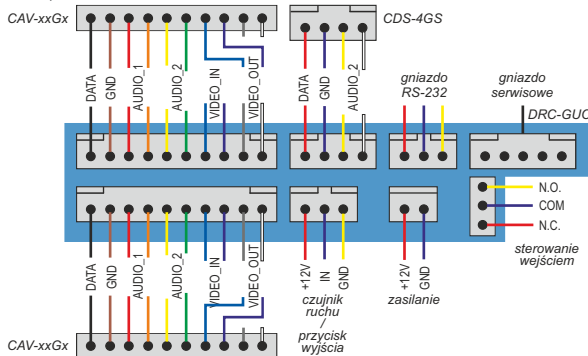 CAV-xxGx
CDS-4GS
DATA
GND
AUDIO_1
AUDIO_2
VIDEO_IN
VIDEO_OUT
DATA
GND
AUDIO_2
gniazdo
RS-232
gniazdo
serwisowe
DRC-GUC
N.O.
COM
N.C.
sterowanie
wejściem
DATA
GND
AUDIO_1
AUDIO_2
VIDEO_IN
VIDEO_OUT
+12V
IN
GND
czujnik
ruchu
/
przycisk
wyjścia
+12V
GND
zasilanie
CAV-xxGx